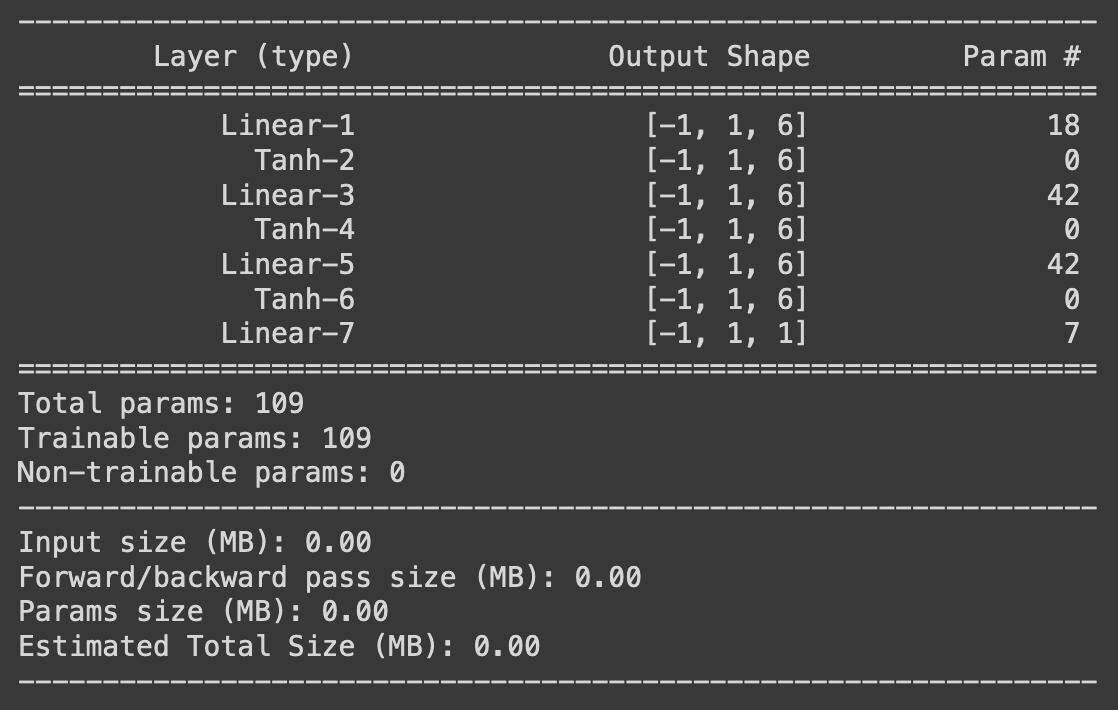 ----------------------------------------------------------------
        Layer (type)               Output Shape         Param #
================================================================
            Linear-1                 [-1, 1, 6]              18
              Tanh-2                 [-1, 1, 6]               0
            Linear-3                 [-1, 1, 6]              42
              Tanh-4                 [-1, 1, 6]               0
            Linear-5                 [-1, 1, 6]              42
              Tanh-6                 [-1, 1, 6]               0
            Linear-7                 [-1, 1, 1]               7
================================================================
Total params: 109
Trainable params: 109
Non-trainable params: 0
----------------------------------------------------------------
Input size (MB): 0.00
Forward/backward pass size (MB): 0.00
Params size (MB): 0.00
Estimated Total Size (MB): 0.00
----------------------------------------------------------------